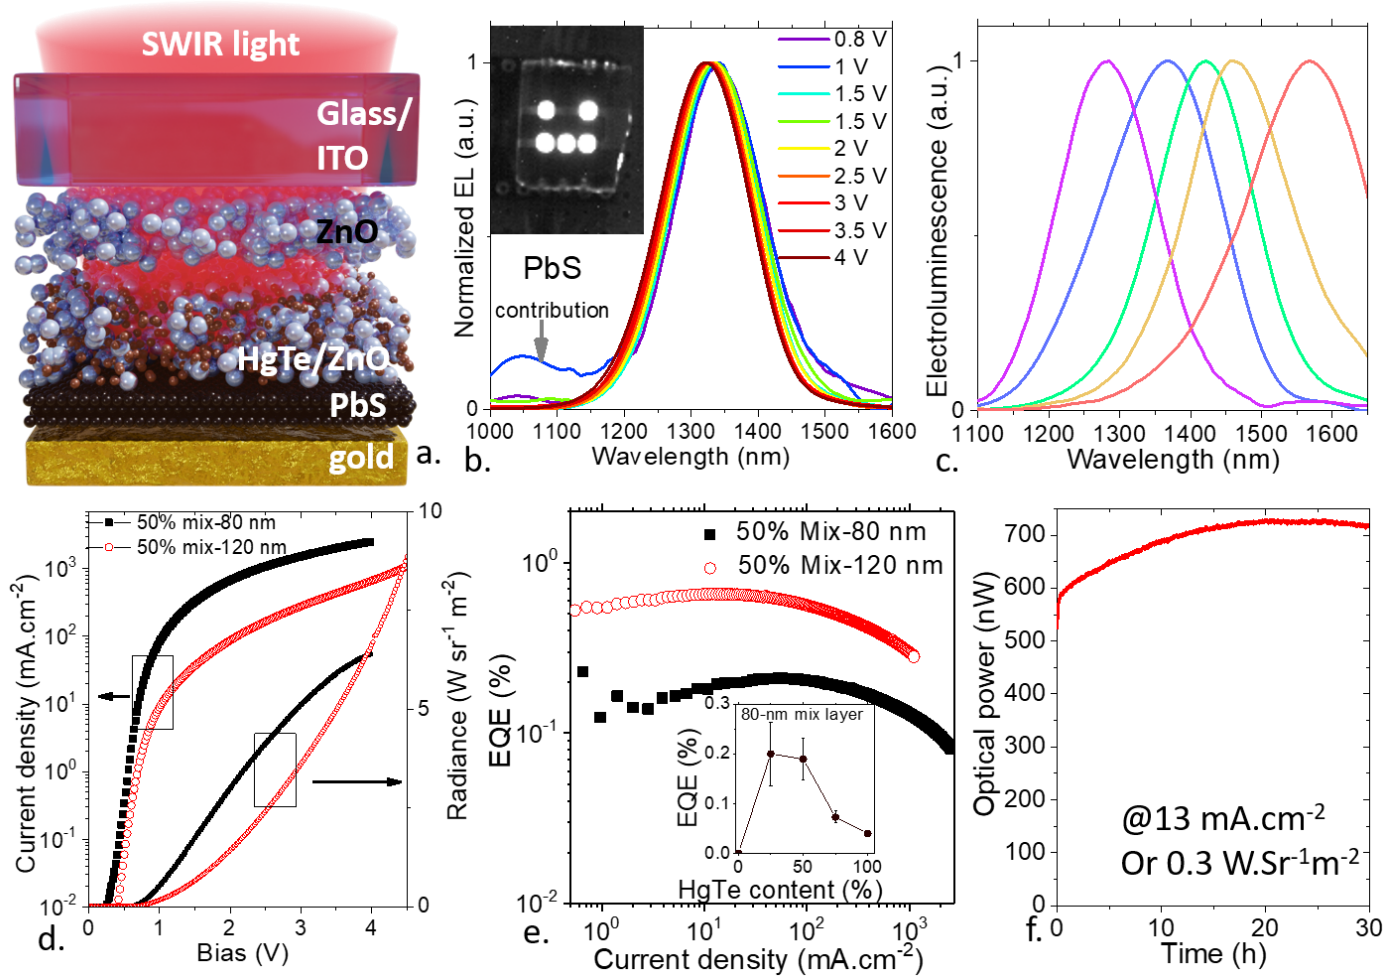 SWIR light
Glass/
ITO
ZnO
HgTe/ZnO
PbS
gold
a.
Normalized EL (a.u.)
1
0
PbS
contribution
0.8 V
1 V
1.5 V
1.5 V
2 V
2.5 V
3 V
3.5 V
4 V
1000 1100 1200 1300 1400 1500 1600
Wavelength (nm)
b.
Electroluminescence (a.u.)
1
0
1100 1200 1300 1400 1500 1600
Wavelength (nm)
c.
Current density (mA.cm-2)
10³
10²
10¹
10⁰
10⁻¹
10⁻²
50% mix-80 nm
50% mix-120 nm
10
5
0
Radiance (W sr⁻¹ m⁻²)
0 1 2 3 4
Bias (V)
d.
EQE (%)
10⁰
10⁻¹
10⁻²
50% Mix-80 nm
50% Mix-120 nm
80-nm mix layer
EQE (%)
0.3
0.2
0.1
0.0
0 50 100
HgTe content (%)
10⁰ 10¹ 10² 10³
Current density (mA.cm⁻²)
e.
Optical power (nW)
700
600
500
400
300
200
100
0
@13 mA.cm⁻²
Or 0.3 W.Sr⁻¹m⁻²
0 10 20 30
Time (h)
f.